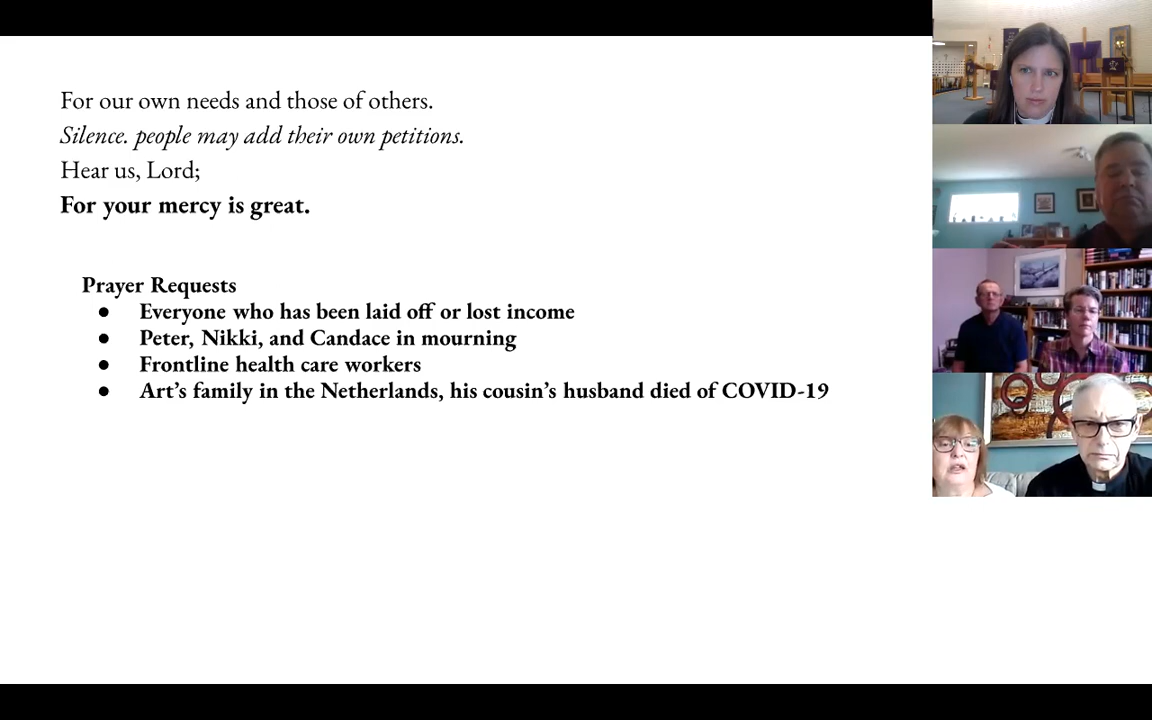 For our own needs and those of others.
Silence. people may add their own petitions.
Hear us, Lord;
For your mercy is great.
Prayer Requests
● Everyone who has been laid off or lost income
● Peter, Nikki, and Candace in mourning
● Frontline health care workers
● Art’s family in the Netherlands, his cousin’s husband died of COVID-19